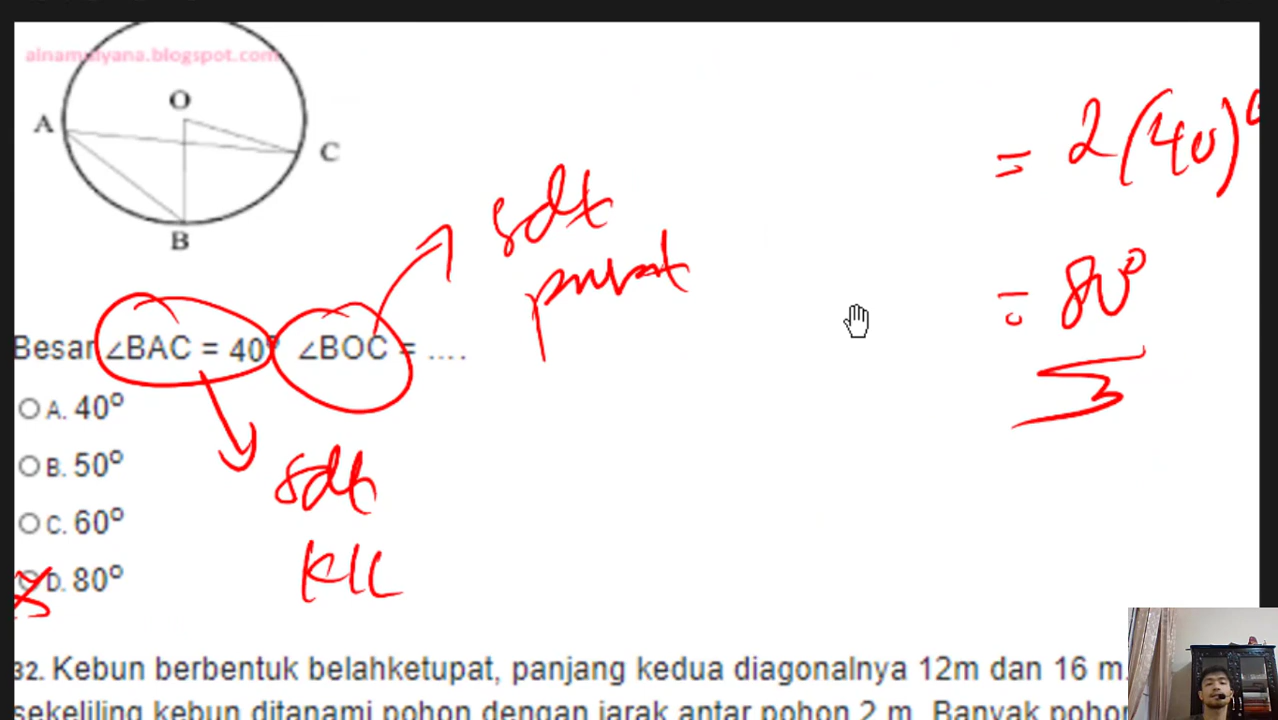 alnamulyana.blogspot.com
O
A
C
B
= 2(40)
sdt
pusat
= 80°
Besar ∠BAC = 40° ∠BOC = ....
A. 40°
B. 50°
sdt
C. 60°
kll
D. 80°
32. Kebun berbentuk belahketupat, panjang kedua diagonalnya 12m dan 16 m.
sekeliling kebun ditanami pohon dengan jarak antar pohon 2 m. Banyak pohon